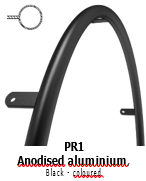 PR1
Anodised aluminium
Black - coloured